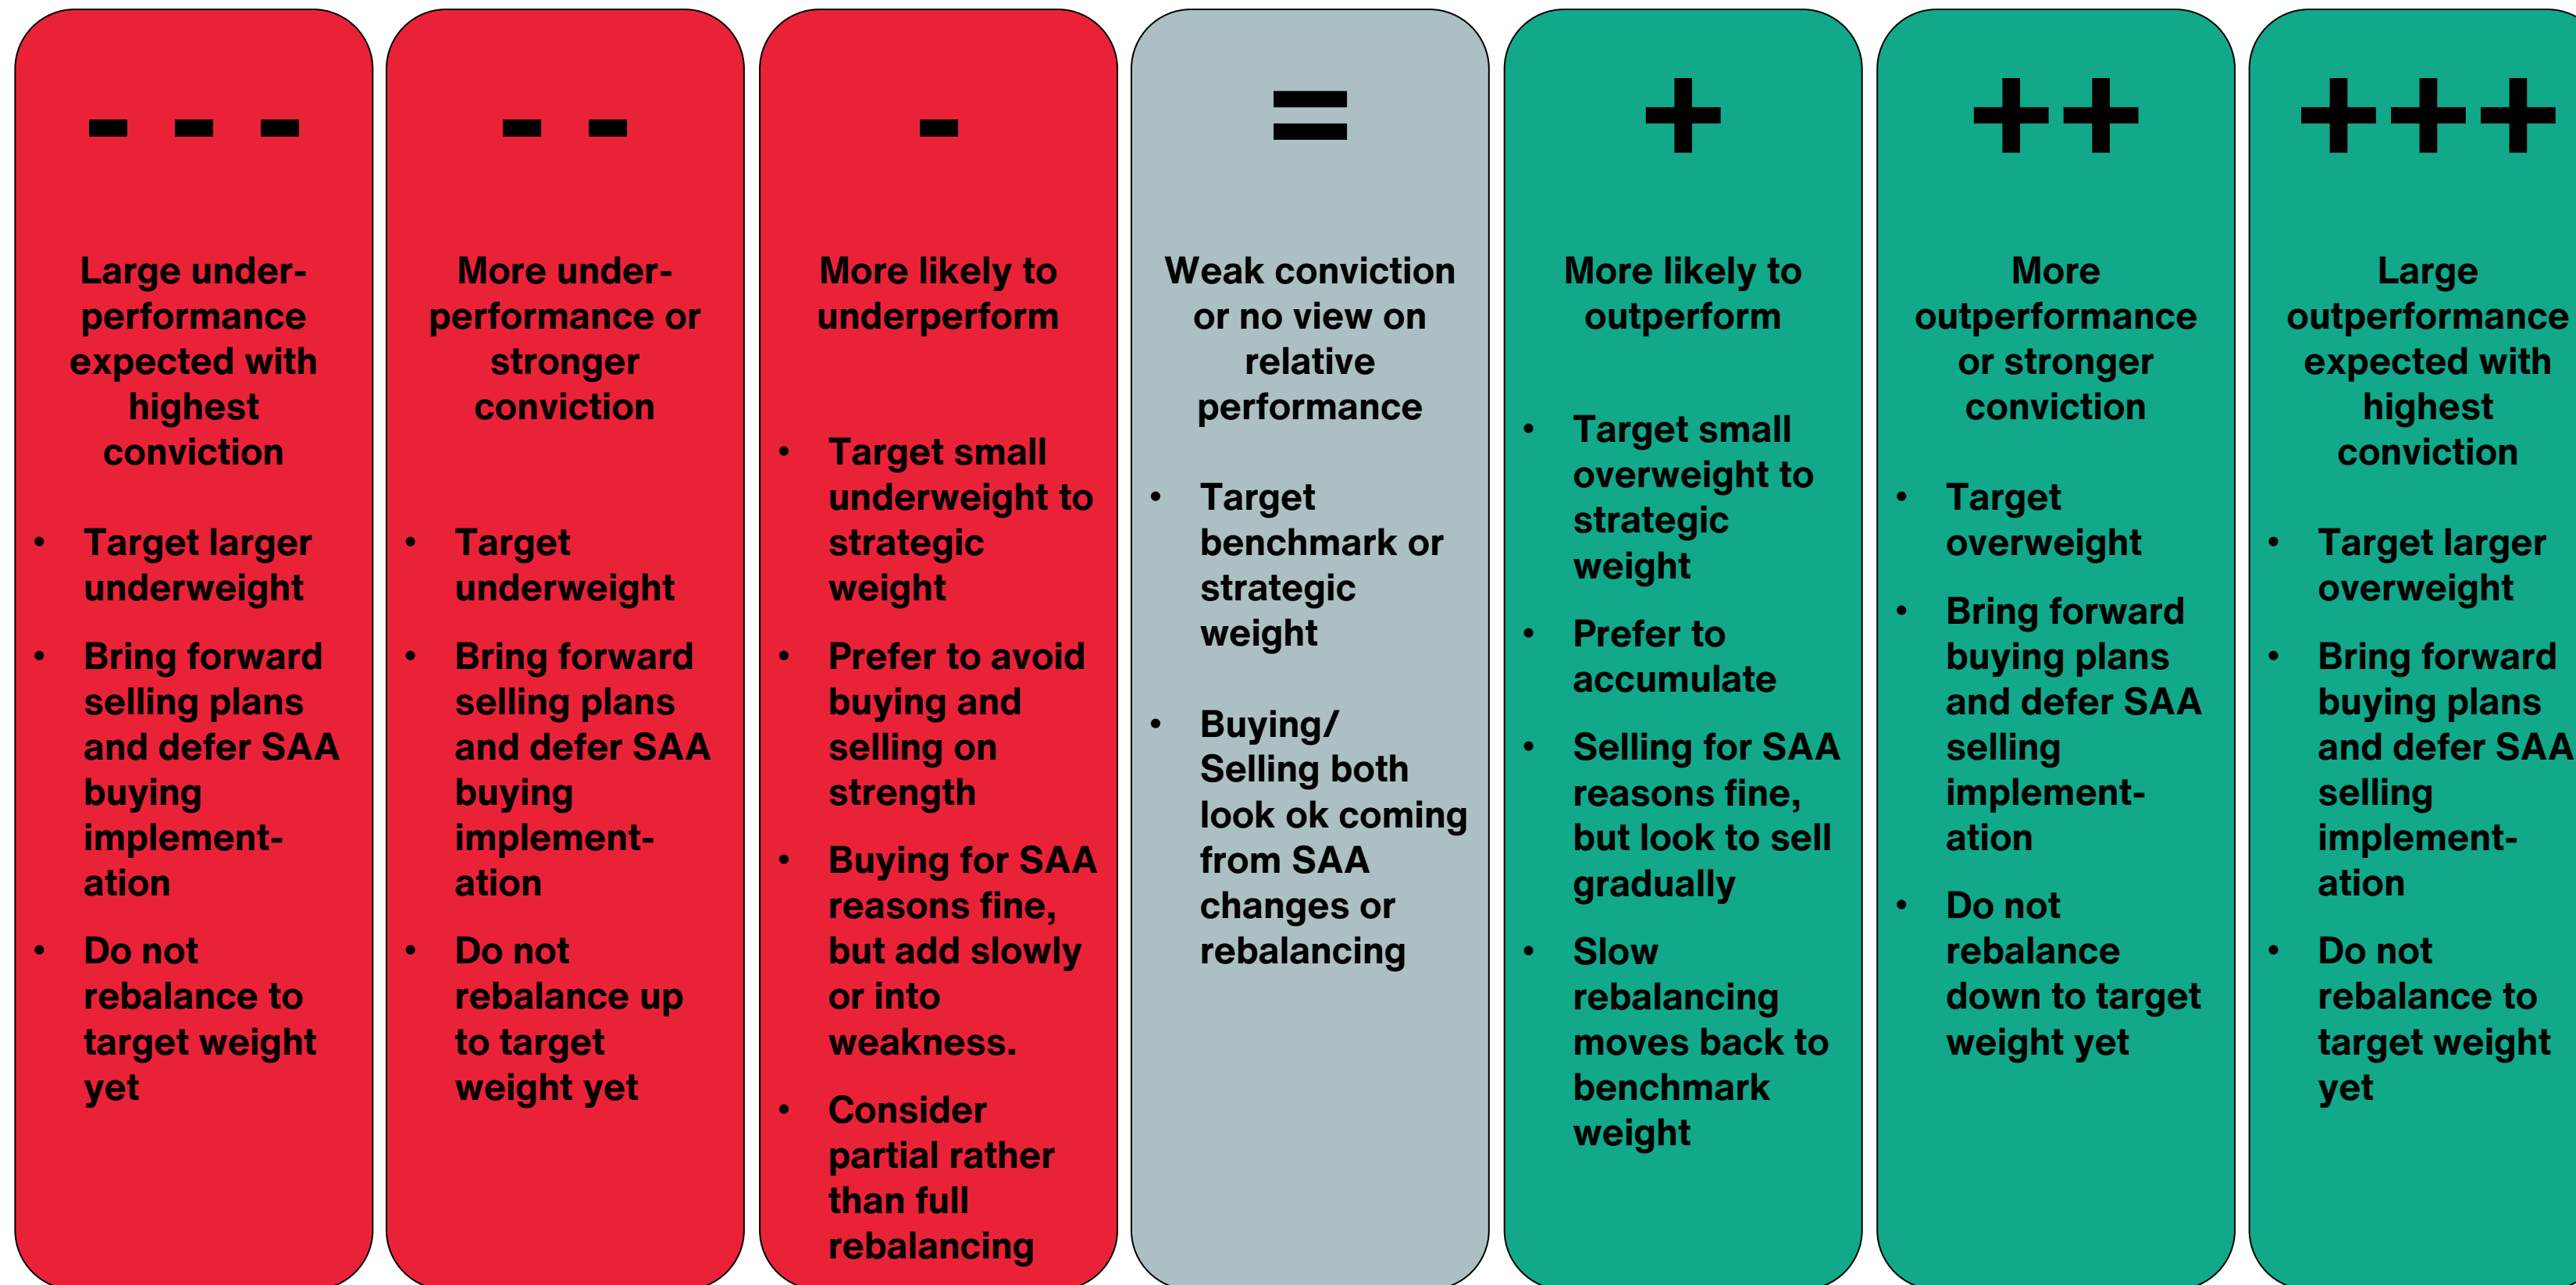 - - -
Large under-
performance
expected with
highest
conviction
• Target larger
underweight
• Bring forward
selling plans
and defer SAA
buying
implement-
ation
• Do not
rebalance to
target weight
yet
- -
More under-
performance or
stronger
conviction
• Target
underweight
• Bring forward
selling plans
and defer SAA
buying
implement-
ation
• Do not
rebalance up
to target
weight yet
-
More likely to
underperform
• Target small
underweight to
strategic
weight
• Prefer to avoid
buying and
selling on
strength
• Buying for SAA
reasons fine,
but add slowly
or into
weakness.
• Consider
partial rather
than full
rebalancing
=
Weak conviction
or no view on
relative
performance
• Target
benchmark or
strategic
weight
• Buying/
Selling both
look ok coming
from SAA
changes or
rebalancing
+
More likely to
outperform
• Target small
overweight to
strategic
weight
• Prefer to
accumulate
• Selling for SAA
reasons fine,
but look to sell
gradually
• Slow
rebalancing
moves back to
benchmark
weight
++
More
outperformance
or stronger
conviction
• Target
overweight
• Bring forward
buying plans
and defer SAA
selling
implement-
ation
• Do not
rebalance
down to target
weight yet
+++
Large
outperformance
expected with
highest
conviction
• Target larger
overweight
• Bring forward
buying plans
and defer SAA
selling
implement-
ation
• Do not
rebalance to
target weight
yet